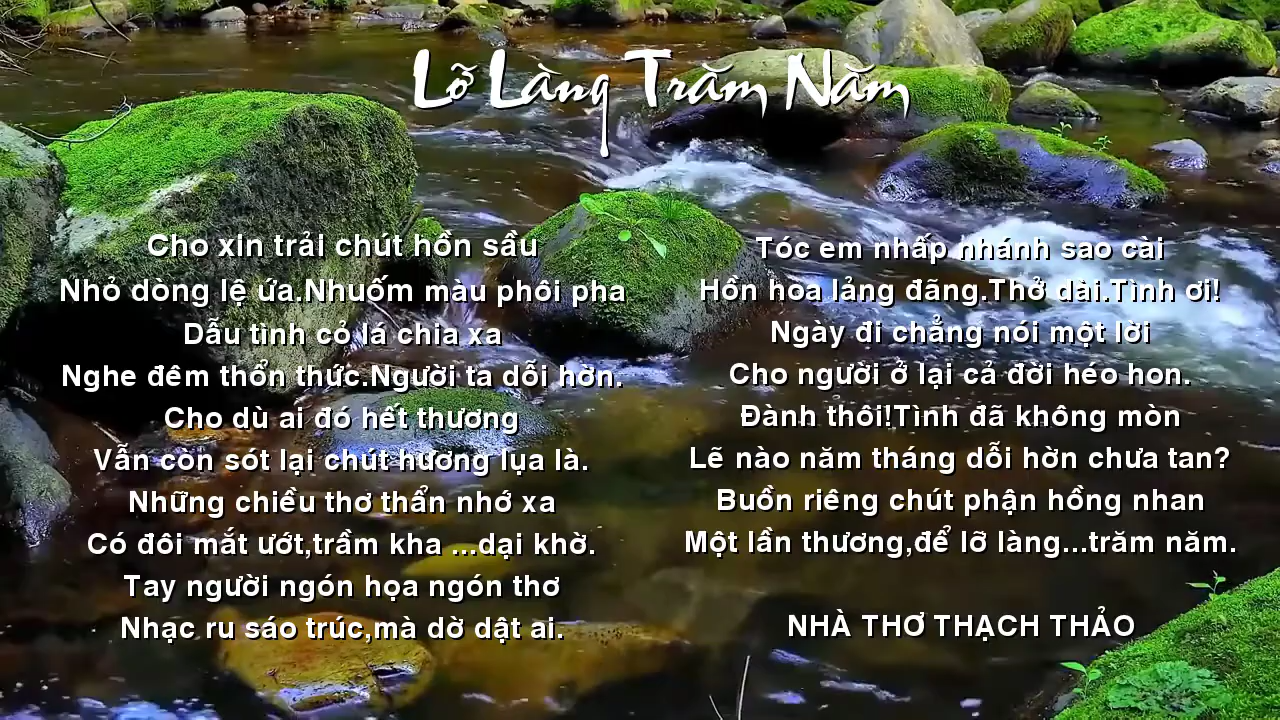 Lỡ Làng Trăm Năm
Cho xin trải chút hồn sầu
Nhỏ dòng lệ ứa.Nhuốm màu phôi pha
Dẫu tình cỏ lá chia xa
Nghe đêm thổn thức.Người ta dỗi hờn.
Cho dù ai đó hết thương
Vẫn còn sót lại chút hương lụa là.
Những chiều thơ thẩn nhớ xa
Có đôi mắt ướt,trầm kha ...dại khờ.
Tay người ngón họa ngón thơ
Nhạc ru sáo trúc,mà dờ dật ai.
Tóc em nhấp nhánh sao cài
Hồn hoa lảng đãng.Thở dài.Tình ơi!
Ngày đi chẳng nói một lời
Cho người ở lại cả đời héo hon.
Đành thôi!Tình đã không mòn
Lẽ nào năm tháng dỗi hờn chưa tan?
Buồn riêng chút phận hồng nhan
Một lần thương,để lỡ làng...trăm năm.
NHÀ THƠ THẠCH THẢO